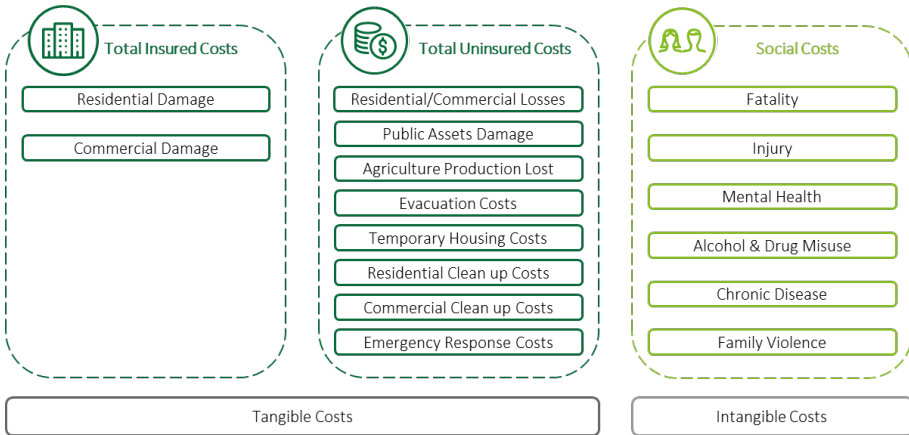 Total Insured Costs
Residential Damage
Commercial Damage
Total Uninsured Costs
Residential/Commercial Losses
Public Assets Damage
Agriculture Production Lost
Evacuation Costs
Temporary Housing Costs
Residential Clean up Costs
Commercial Clean up Costs
Emergency Response Costs
Social Costs
Fatality
Injury
Mental Health
Alcohol & Drug Misuse
Chronic Disease
Family Violence
Tangible Costs
Intangible Costs